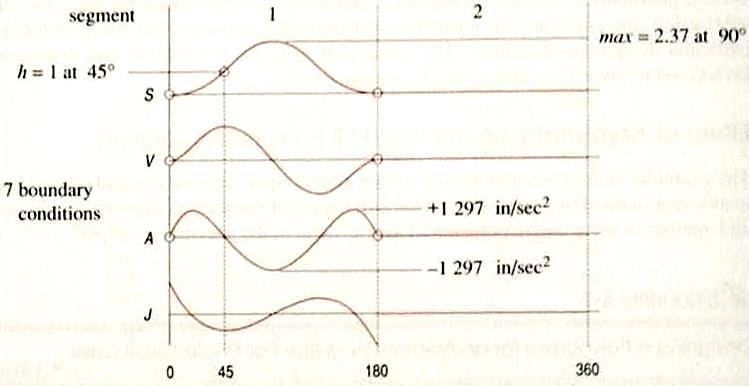 segment 1 2
max = 2.37 at 90°
h = 1 at 45°
S
V
7 boundary
conditions
+1 297 in/sec²
A
−1 297 in/sec²
J
0 45 180 360